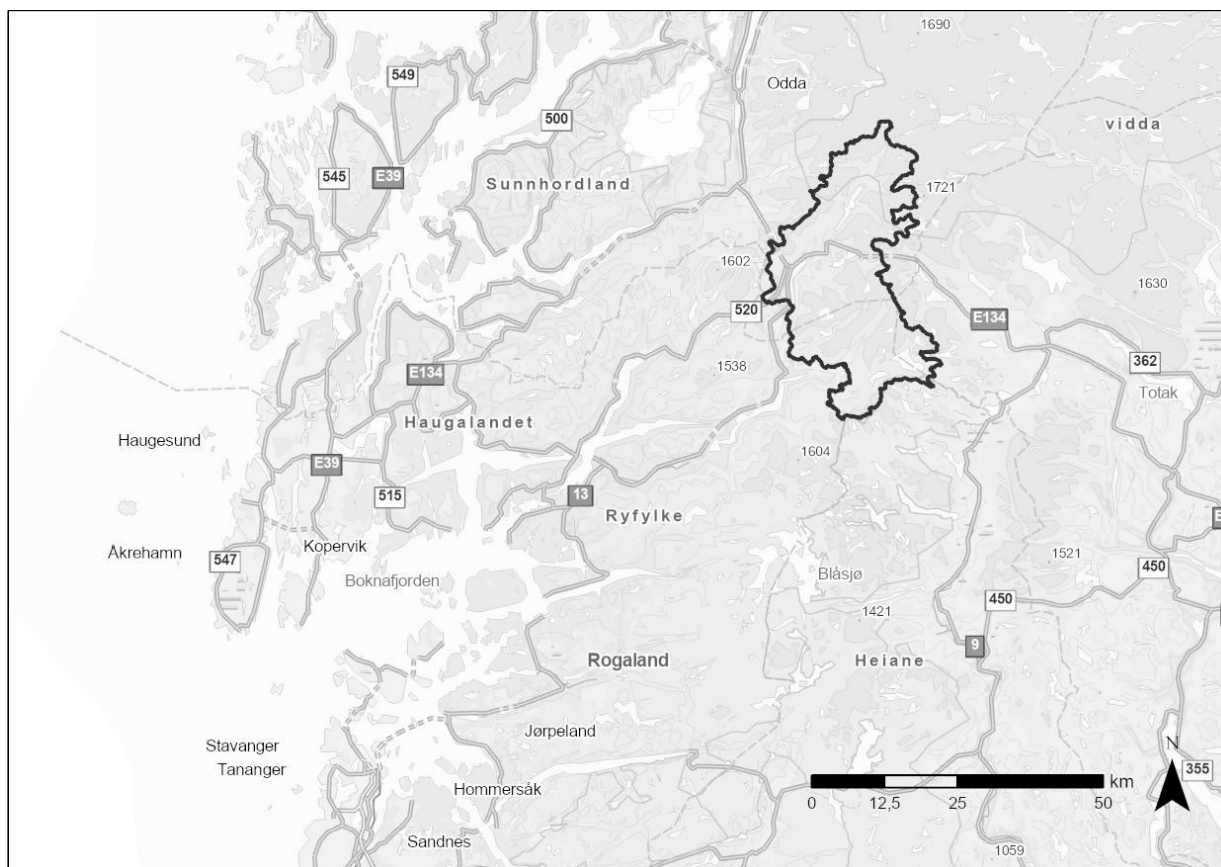 1690
549
Odda
500
vidda
E39
545
Sunnhordland
1721
1602
1630
520
E134
362
1538
E134
Totak
Haugalandet
Haugesund
1604
E39
515
13
Ryfylke
Kopervik
Åkrehamn
1521
547
Boknafjorden
Blåsjø
450
450
1421
9
Rogaland
Heiane
Jørpeland
Stavanger
Tananger
N
355
km
Hommersåk
0
12,5
25
50
Sandnes
1059